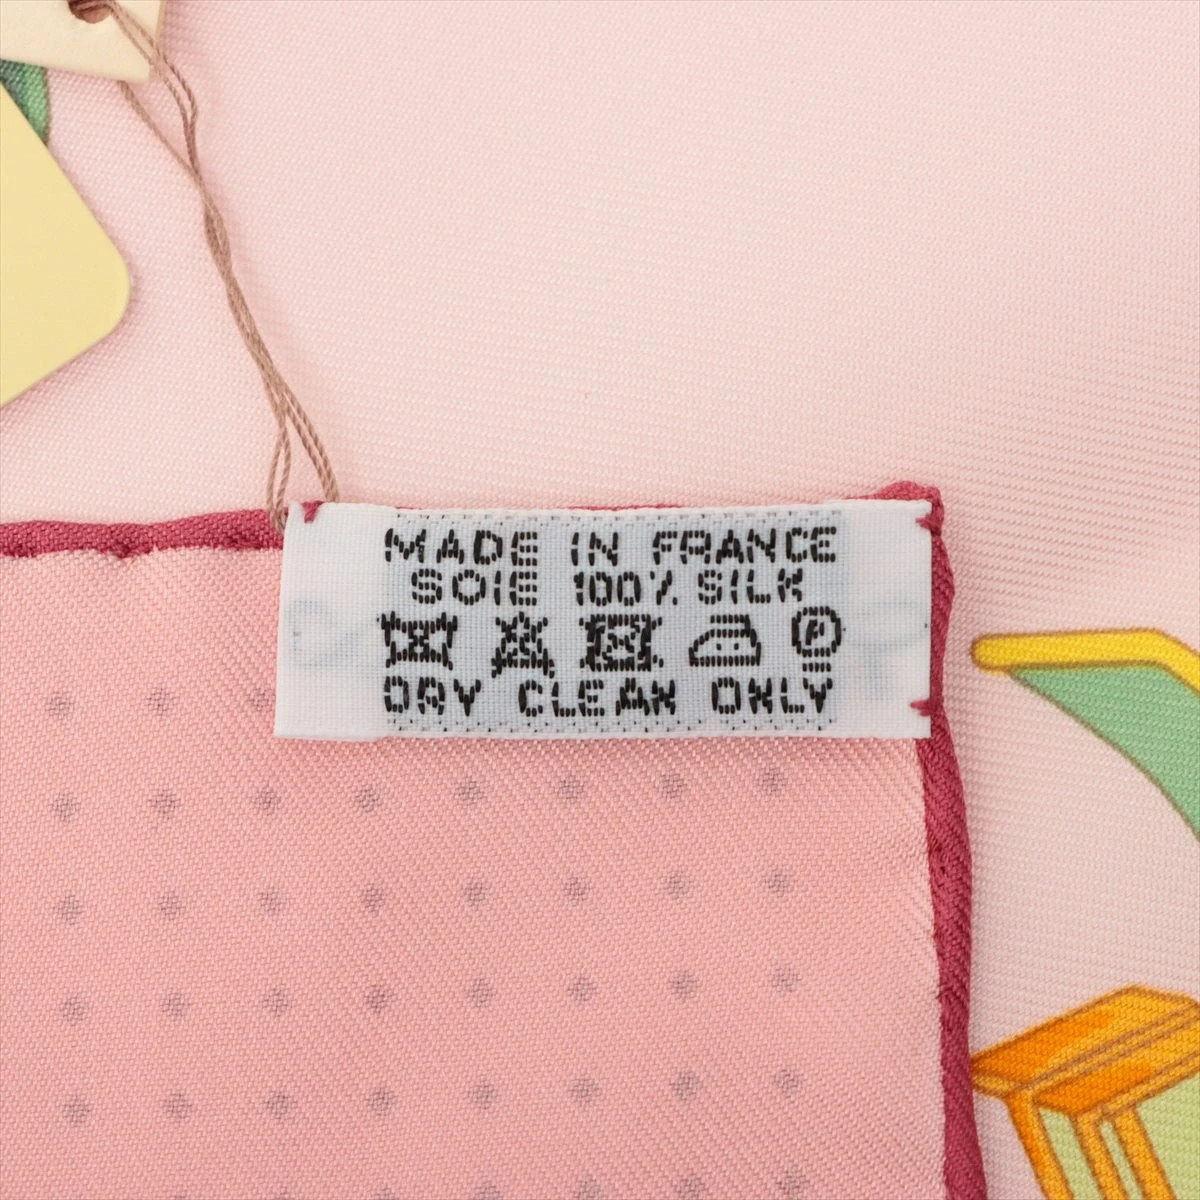 MADE IN FRANCE
SOIE 100% SILK
P
DRY CLEAN ONLY